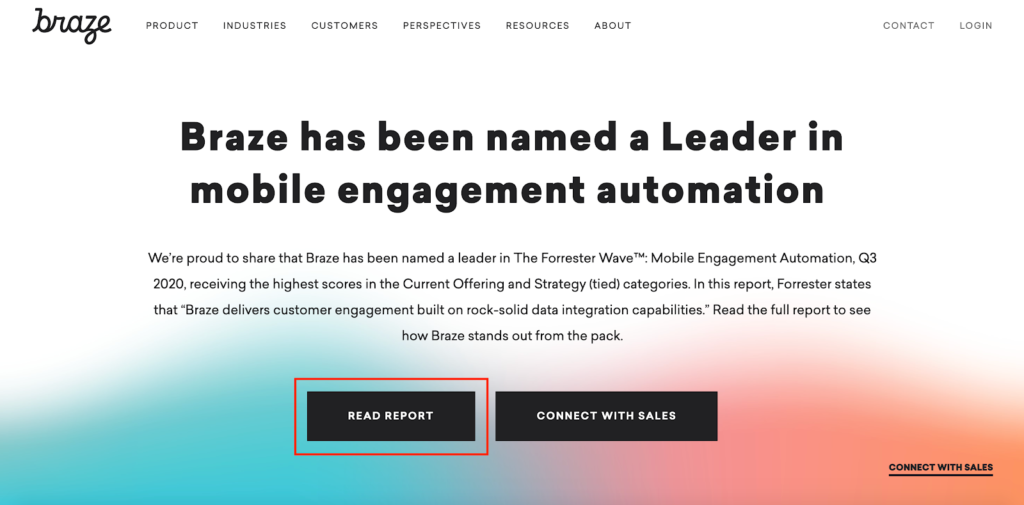 braze
PRODUCT INDUSTRIES CUSTOMERS PERSPECTIVES RESOURCES ABOUT CONTACT LOGIN
Braze has been named a Leader in
mobile engagement automation
We’re proud to share that Braze has been named a leader in The Forrester Wave™: Mobile Engagement Automation, Q3
2020, receiving the highest scores in the Current Offering and Strategy (tied) categories. In this report, Forrester states
that “Braze delivers customer engagement built on rock-solid data integration capabilities.” Read the full report to see
how Braze stands out from the pack.
READ REPORT CONNECT WITH SALES
CONNECT WITH SALES